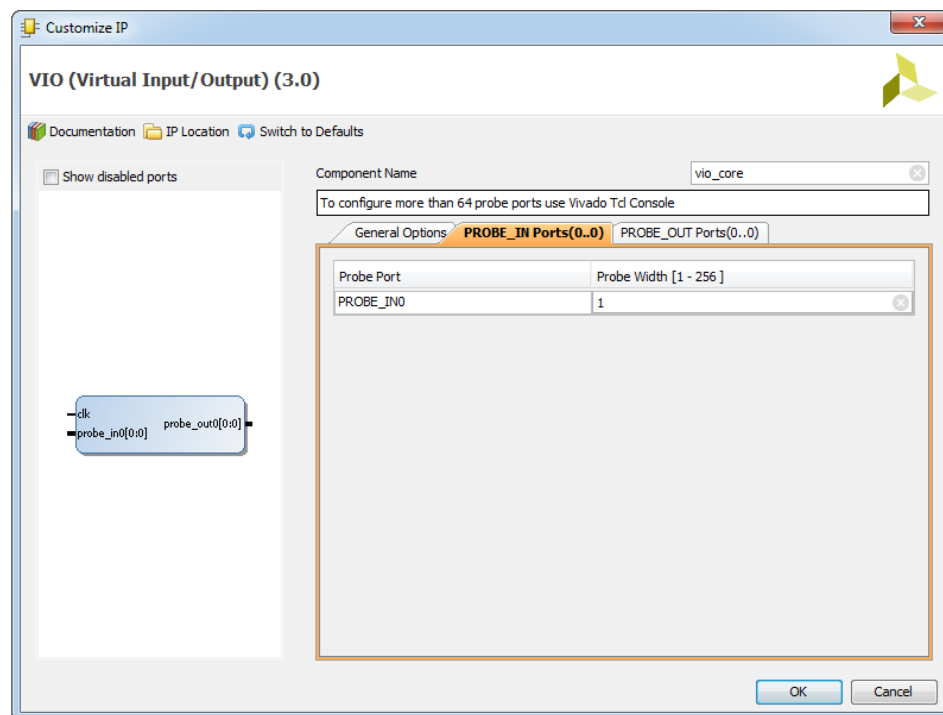 Customize IP
VIO (Virtual Input/Output) (3.0)
Documentation IP Location Switch to Defaults
Show disabled ports
Component Name vio_core
To configure more than 64 probe ports use Vivado Tcl Console
General Options PROBE_IN Ports(0..0) PROBE_OUT Ports(0..0)
Probe Port Probe Width [1 - 256 ]
PROBE_IN0 1
clk
probe_in0[0:0] probe_out0[0:0]
OK Cancel